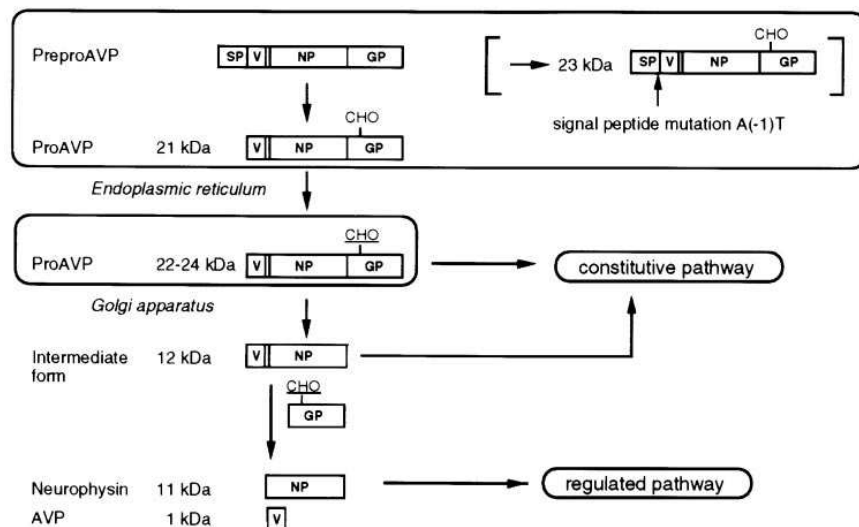 CHO
PreproAVP SP V NP GP
23 kDa SP V NP GP
CHO
signal peptide mutation A(-1)T
ProAVP 21 kDa V NP GP
Endoplasmic reticulum
CHO
ProAVP 22-24 kDa V NP GP
constitutive pathway
Golgi apparatus
Intermediate 12 kDa V NP
form
CHO
GP
Neurophysin 11 kDa NP
regulated pathway
AVP 1 kDa V